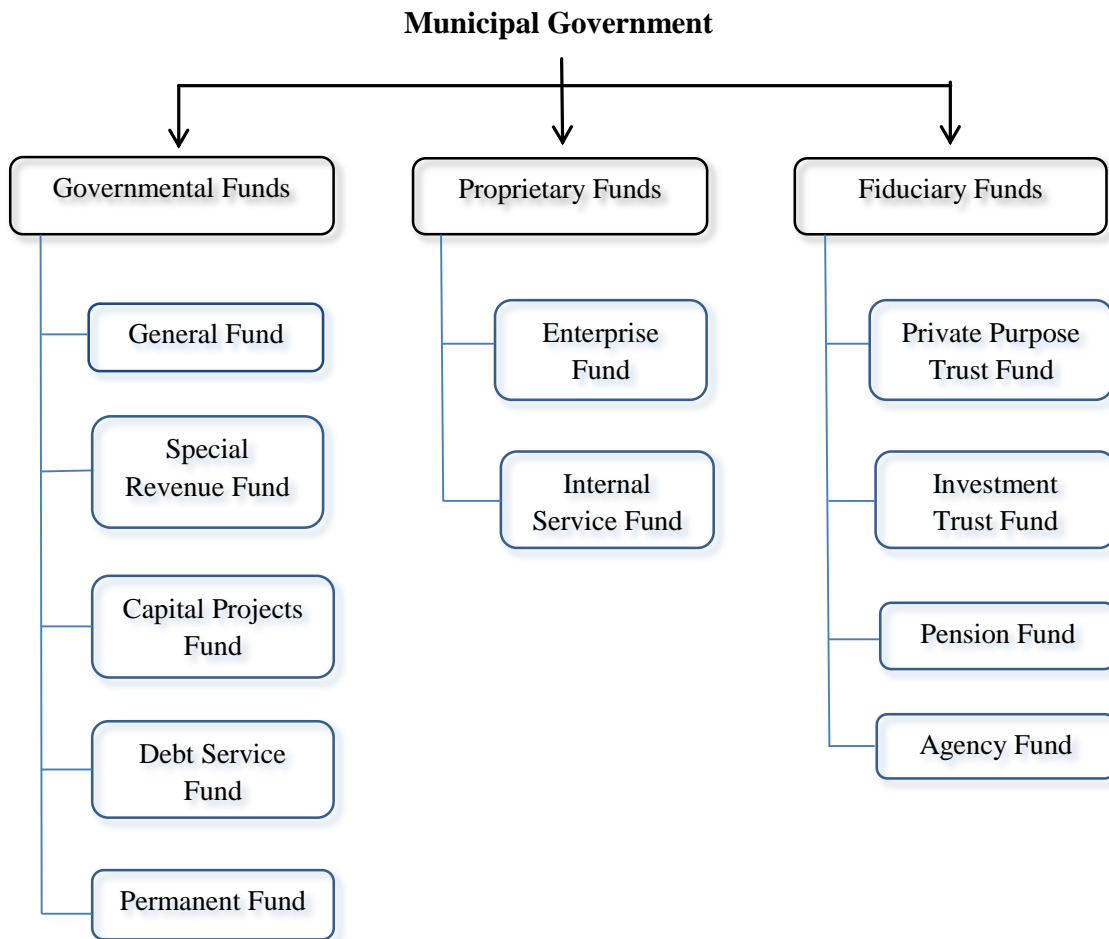 Municipal Government
Governmental Funds
General Fund
Special
Revenue Fund
Capital Projects
Fund
Debt Service
Fund
Permanent Fund
Proprietary Funds
Enterprise
Fund
Internal
Service Fund
Fiduciary Funds
Private Purpose
Trust Fund
Investment
Trust Fund
Pension Fund
Agency Fund